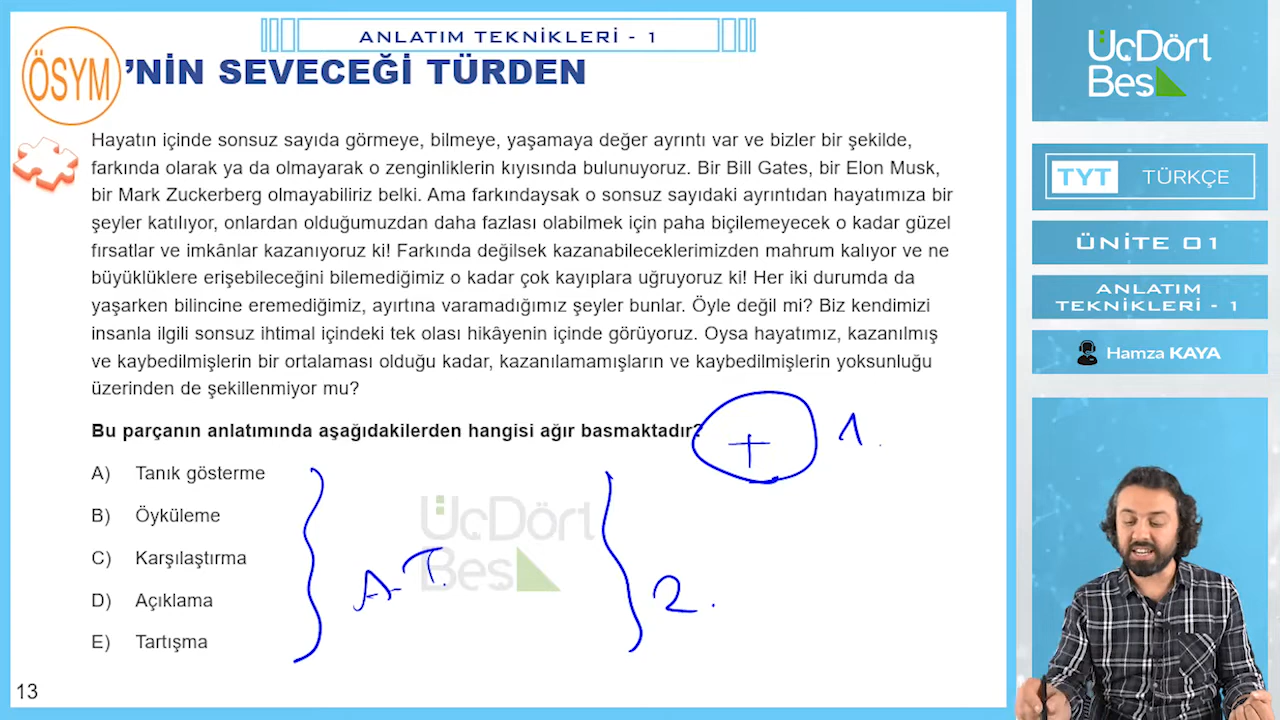 ANLATIM TEKNİKLERİ - 1
ÖSYM 'NİN SEVECEĞİ TÜRDEN
Hayatın içinde sonsuz sayıda görmeye, bilmeye, yaşamaya değer ayrıntı var ve bizler bir şekilde,
farkında olarak ya da olmayarak o zenginliklerin kıyısında bulunuyoruz. Bir Bill Gates, bir Elon Musk,
bir Mark Zuckerberg olmayabiliriz belki. Ama farkındaysak o sonsuz sayıdaki ayrıntıdan hayatımıza bir
şeyler katılıyor, onlardan olduğumuzdan daha fazlası olabilmek için paha biçilemeyecek o kadar güzel
fırsatlar ve imkânlar kazanıyoruz ki! Farkında değilsek kazanabileceklerimizden mahrum kalıyor ve ne
büyüklüklere erişebileceğini bilemediğimiz o kadar çok kayıplara uğruyoruz ki! Her iki durumda da
yaşarken bilincine eremediğimiz, ayırtına varamadığımız şeyler bunlar. Öyle değil mi? Biz kendimizi
insanla ilgili sonsuz ihtimal içindeki tek olası hikâyenin içinde görüyoruz. Oysa hayatımız, kazanılmış
ve kaybedilmişlerin bir ortalaması olduğu kadar, kazanılamamışların ve kaybedilmişlerin yoksunluğu
üzerinden de şekillenmiyor mu?
Bu parçanın anlatımında aşağıdakilerden hangisi ağır basmaktadır?
+ 1.
A) Tanık gösterme
B) Öyküleme
C) Karşılaştırma
D) Açıklama
E) Tartışma
A.T.
2.
ÜçDört
Beş
13
ÜçDört
Beş
TYT TÜRKÇE
ÜNİTE 01
ANLATIM
TEKNİKLERİ - 1
Hamza KAYA